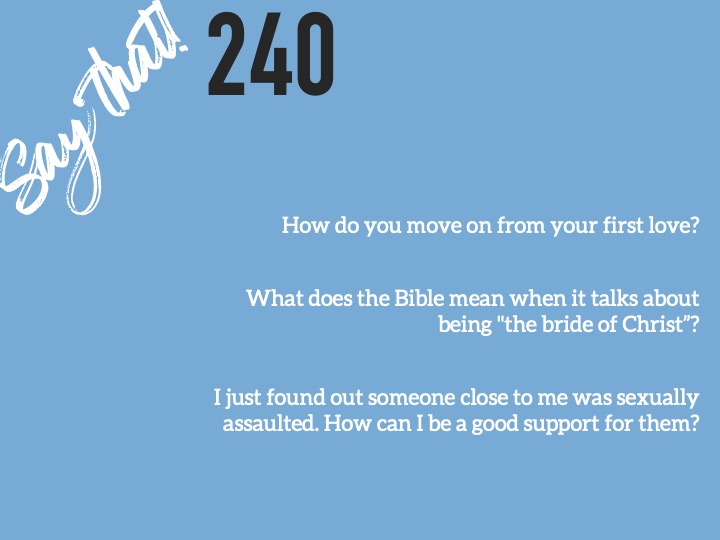 Say that!
240
How do you move on from your first love?
What does the Bible mean when it talks about
being "the bride of Christ”?
I just found out someone close to me was sexually
assaulted. How can I be a good support for them?